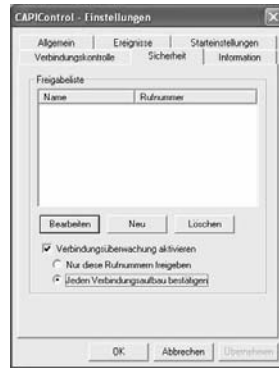 CAPIControl - Einstellungen
Allgemein Ereignisse Starteinstellungen
Verbindungskontrolle Sicherheit Information
Freigabeliste
Name Rufnummer
Bearbeiten Neu Löschen
Verbindungsüberwachung aktivieren
Nur diese Rufnummern freigeben
Jeden Verbindungsaufbau bestätigen
OK Abbrechen Übernehmen